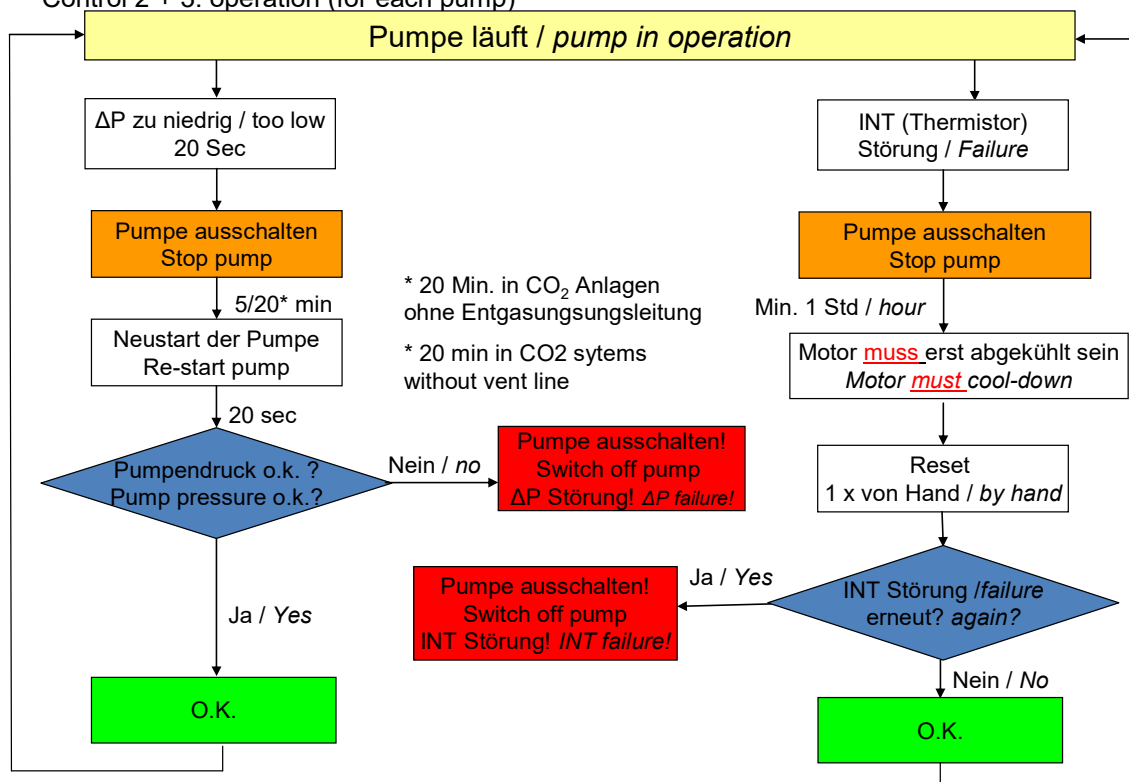 Control 2 + 3: operation (for each pump)
Pumpe läuft / pump in operation
ΔP zu niedrig / too low
20 Sec
Pumpe ausschalten
Stop pump
5/20* min
Neustart der Pumpe
Re-start pump
20 sec
Pumpendruck o.k. ?
Pump pressure o.k.?
Nein / no
Pumpe ausschalten!
Switch off pump
ΔP Störung! ΔP failure!
Ja / Yes
O.K.
* 20 Min. in CO₂ Anlagen
ohne Entgasungsungsleitung
* 20 min in CO2 sytems
without vent line
INT (Thermistor)
Störung / Failure
Pumpe ausschalten
Stop pump
Min. 1 Std / hour
Motor muss erst abgekühlt sein
Motor must cool-down
Reset
1 x von Hand / by hand
INT Störung /failure
erneut? again?
Ja / Yes
Pumpe ausschalten!
Switch off pump
INT Störung! INT failure!
Nein / No
O.K.